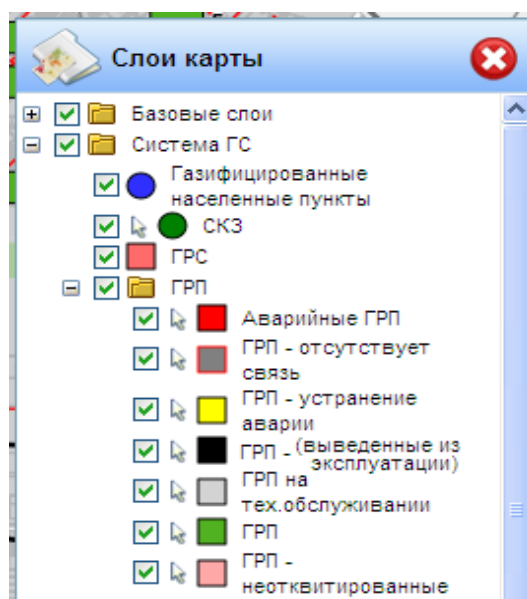 Слои карты
Базовые слои
Система ГС
Газифицированные
населенные пункты
СКЗ
ГРС
ГРП
Аварийные ГРП
ГРП - отсутствует
связь
ГРП - устранение
аварии
ГРП - (выведенные из
эксплуатации)
ГРП на
тех.обслуживании
ГРП
ГРП -
неотквитированные